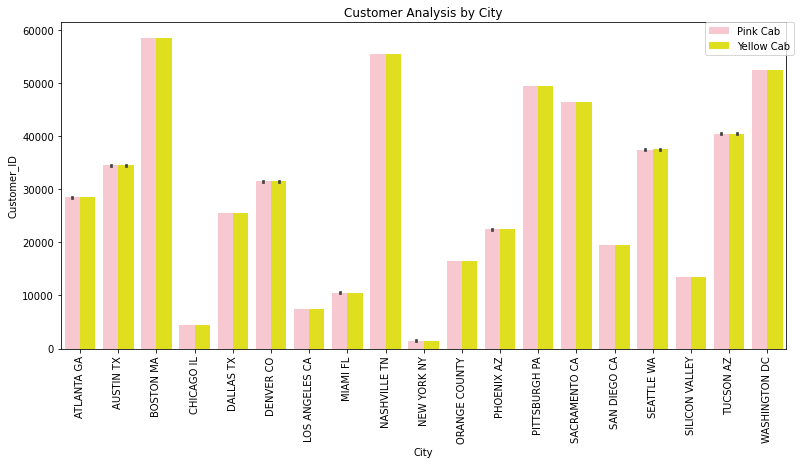 Customer Analysis by City
Pink Cab
Yellow Cab
60000
50000
40000
30000
20000
10000
0
Customer_ID
ATLANTA GA
AUSTIN TX
BOSTON MA
CHICAGO IL
DALLAS TX
DENVER CO
LOS ANGELES CA
MIAMI FL
NASHVILLE TN
NEW YORK NY
ORANGE COUNTY
PHOENIX AZ
PITTSBURGH PA
SACRAMENTO CA
SAN DIEGO CA
SEATTLE WA
SILICON VALLEY
TUCSON AZ
WASHINGTON DC
City